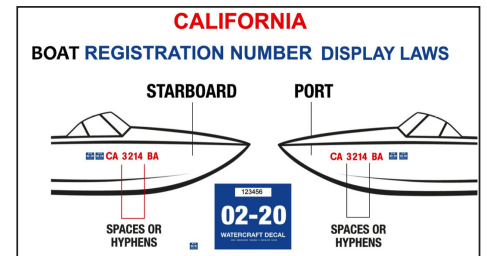 CALIFORNIA
BOAT REGISTRATION NUMBER DISPLAY LAWS
STARBOARD
PORT
CA 3214 BA
CA 3214 BA
SPACES OR
HYPHENS
123456
02-20
WATERCRAFT DECAL
SPACES OR
HYPHENS